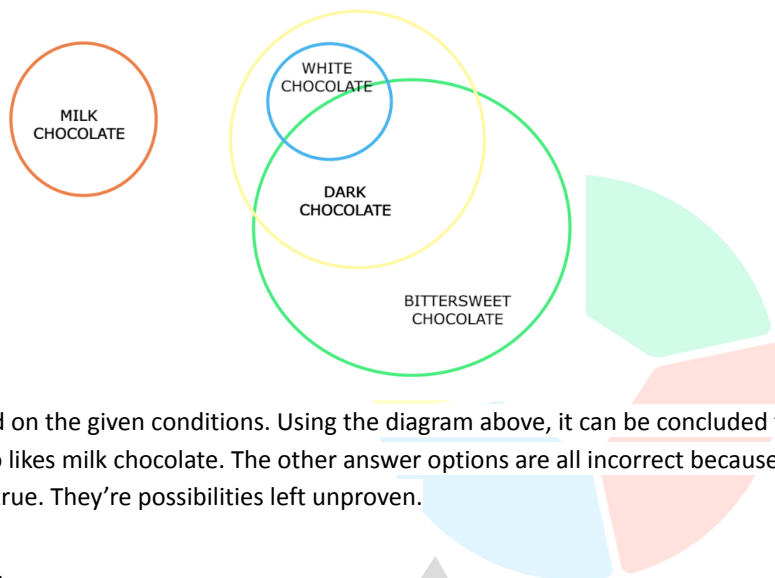 MILK
CHOCOLATE
WHITE
CHOCOLATE
DARK
CHOCOLATE
BITTERSWEET
CHOCOLATE
on the given conditions. Using the diagram above, it can be concluded
likes milk chocolate. The other answer options are all incorrect because
true. They’re possibilities left unproven.